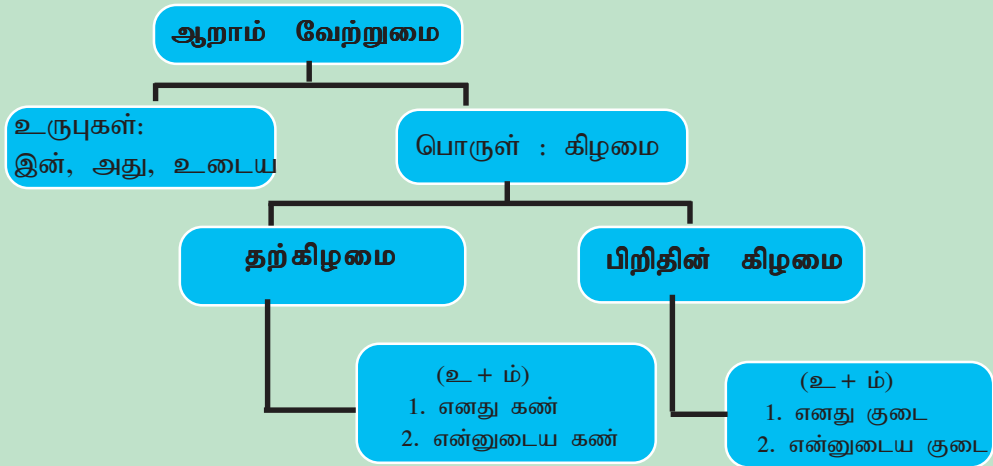 ஆறாம் வேற்றுமை
உருபுகள்:
இன், அது, உடைய
பொருள் : கிழமை
தற்கிழமை
பிறிதின் கிழமை
(உ + ம்)
1. எனது கண்
2. என்னுடைய கண்
(உ + ம்)
1. எனது குடை
2. என்னுடைய குடை